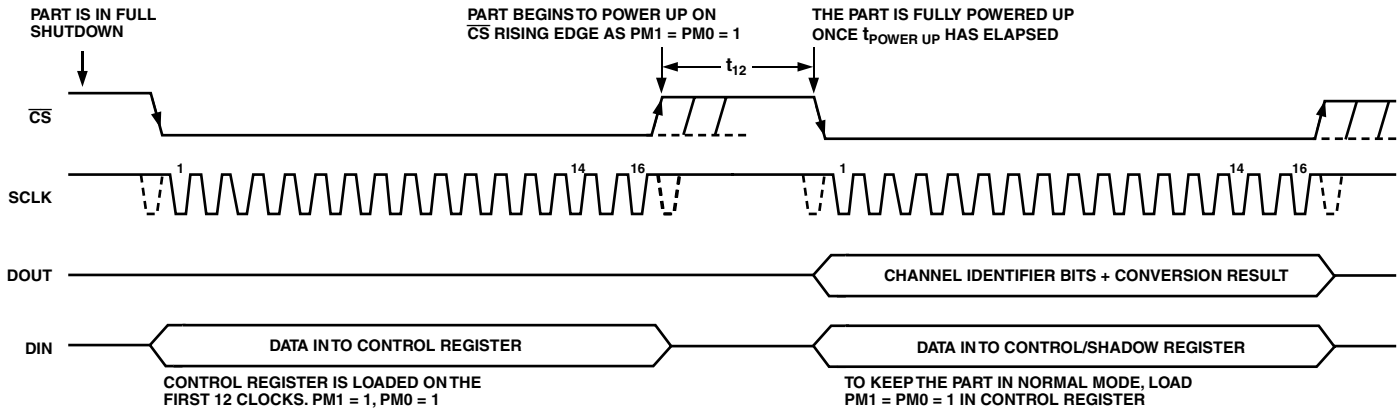 PART IS IN FULL
SHUTDOWN
PART BEGINS TO POWER UP ON
CS RISING EDGE AS PM1 = PM0 = 1
THE PART IS FULLY POWERED UP
ONCE tPOWER UP HAS ELAPSED
t12
CS
1 14 16 1 14 16
SCLK
DOUT
CHANNEL IDENTIFIER BITS + CONVERSION RESULT
DIN
DATA INTO CONTROL REGISTER
DATA INTO CONTROL/SHADOW REGISTER
CONTROL REGISTER IS LOADED ON THE
FIRST 12 CLOCKS. PM1 = 1, PM0 = 1
TO KEEP THE PART IN NORMAL MODE, LOAD
PM1 = PM0 = 1 IN CONTROL REGISTER